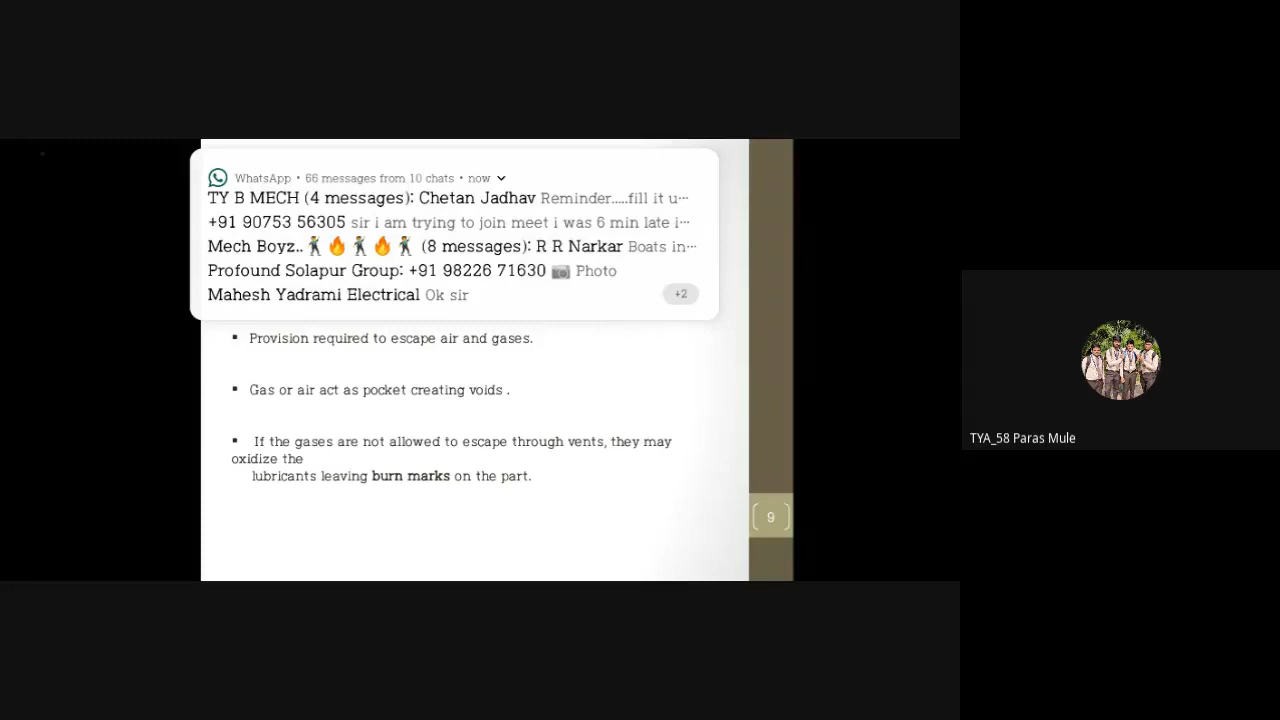 WhatsApp • 66 messages from 10 chats • now
TY B MECH (4 messages): Chetan Jadhav Reminder.....fill it u...
+91 90753 56305 sir i am trying to join meet i was 6 min late i...
Mech Boyz..🕺🔥🕺🔥🕺 (8 messages): R R Narkar Boats in...
Profound Solapur Group: +91 98226 71630 📷 Photo
Mahesh Yadrami Electrical Ok sir
+2
▪ Provision required to escape air and gases.
▪ Gas or air act as pocket creating voids .
▪ If the gases are not allowed to escape through vents, they may
oxidize the
lubricants leaving burn marks on the part.
9
TYA_58 Paras Mule